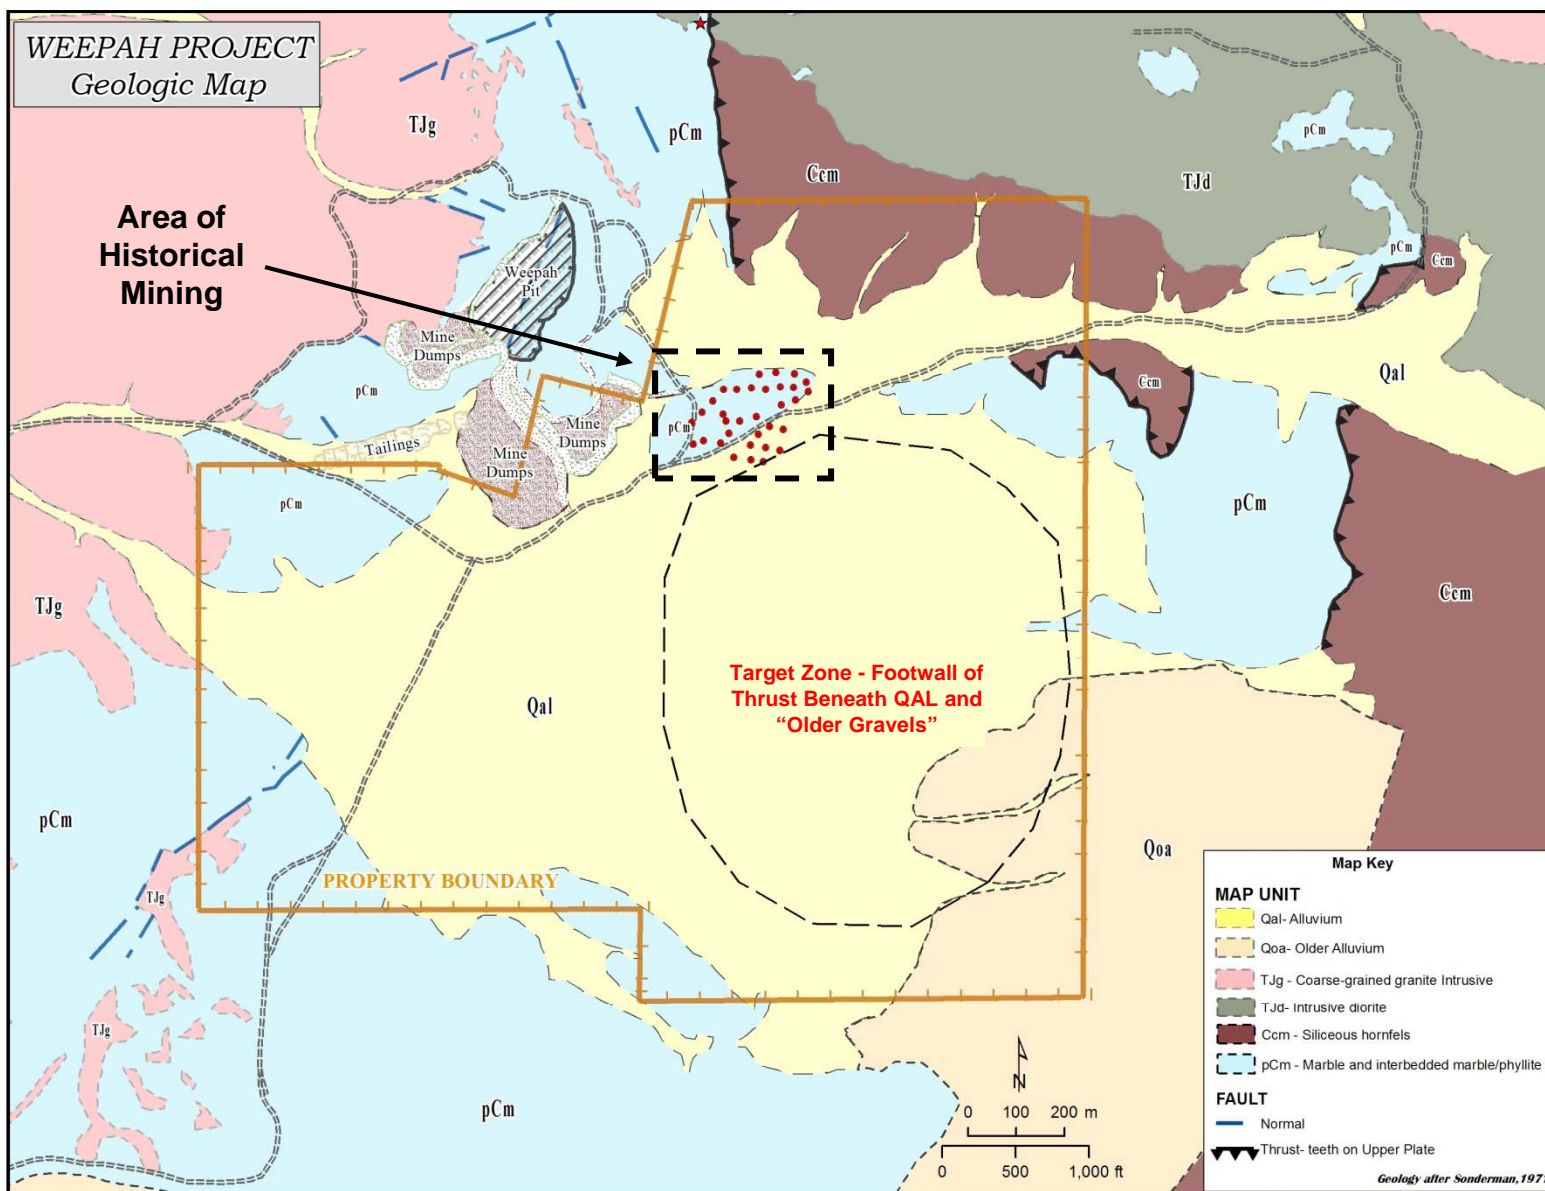 WEEPAH PROJECT
Geologic Map
TJg
pCm
Ccm
pCm
TJd
Area of
Historical
Mining
Weepah
Pit
pCm
Ccm
Mine
Dumps
Qal
pCm
Ccm
Tailings
Mine
Dumps
pCm
Mine
Dumps
pCm
pCm
TJg
Ccm
Target Zone - Footwall of
Thrust Beneath QAL and
“Older Gravels”
Qal
pCm
Qoa
PROPERTY BOUNDARY
TJg
TJg
pCm
N
0 100 200 m
0 500 1,000 ft
Map Key
MAP UNIT
Qal- Alluvium
Qoa- Older Alluvium
TJg - Coarse-grained granite Intrusive
TJd- Intrusive diorite
Ccm - Siliceous hornfels
pCm - Marble and interbedded marble/phyllite
FAULT
Normal
Thrust- teeth on Upper Plate
Geology after Sonderman,1971